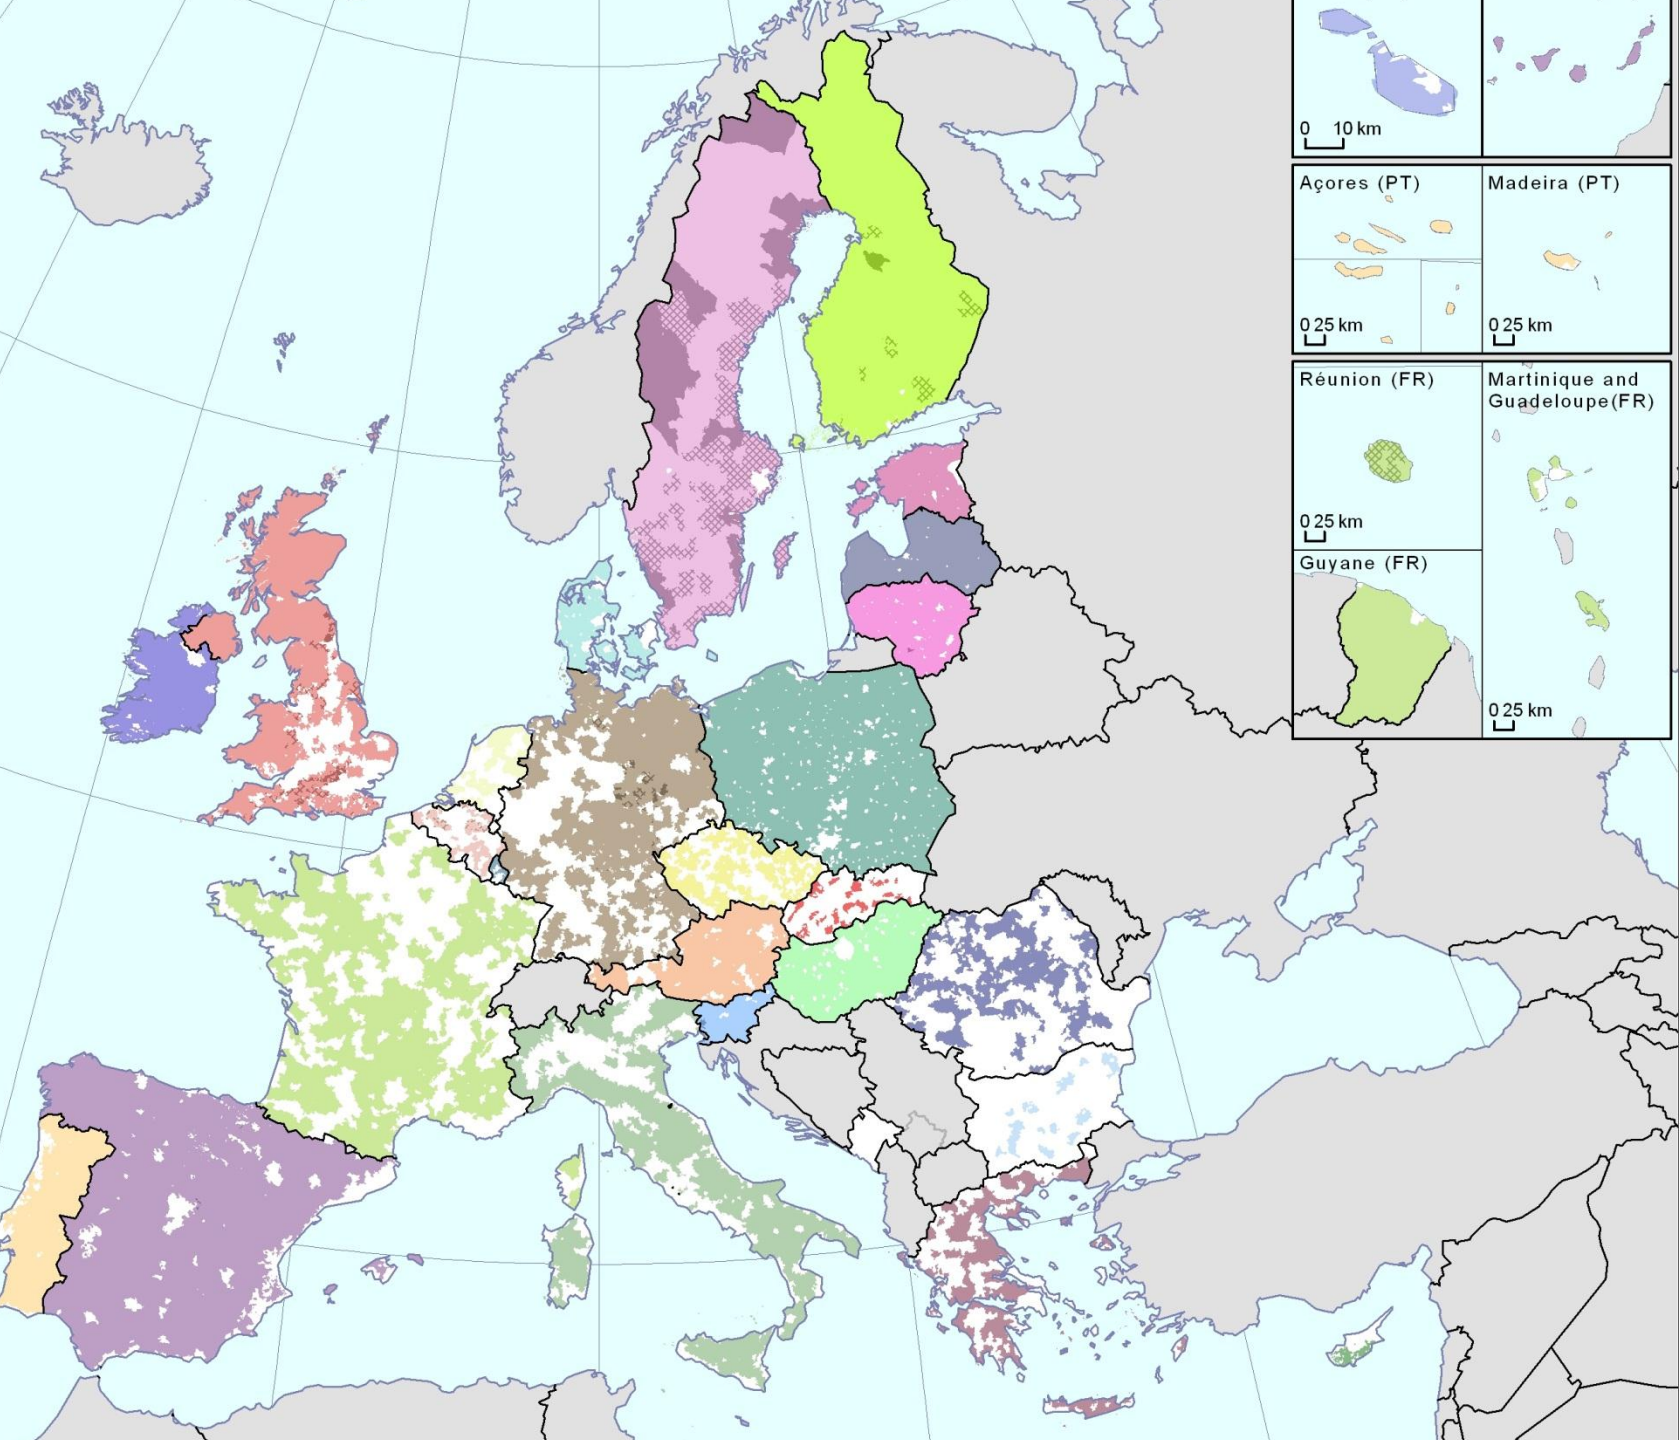 0 10 km
Açores (PT)
Madeira (PT)
0 25 km
0 25 km
Réunion (FR)
Martinique and
Guadeloupe(FR)
0 25 km
Guyane (FR)
0 25 km